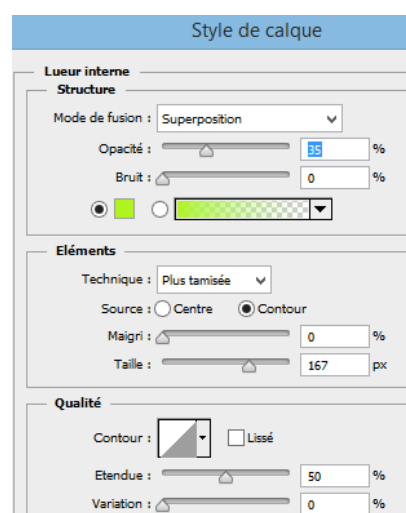 Style de calque
Lueur interne
Structure
Mode de fusion : Superposition
Opacité : 35 %
Bruit : 0 %
Eléments
Technique : Plus tamisée
Source : Centre Contour
Maigri : 0 %
Taille : 167 px
Qualité
Contour : Lissé
Etendue : 50 %
Variation : 0 %